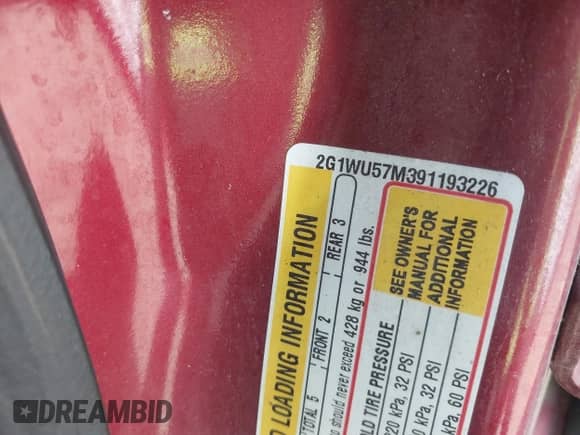 2G1WU57M391193226
LOADING INFORMATION
TOTAL 5 FRONT 2 REAR 3
should never exceed 428 kg or 944 lbs.
SEE OWNER'S
MANUAL FOR
ADDITIONAL
INFORMATION
TIRE PRESSURE
kPa, 32 PSI
kPa, 32 PSI
kPa, 60 PSI
DREAMBID